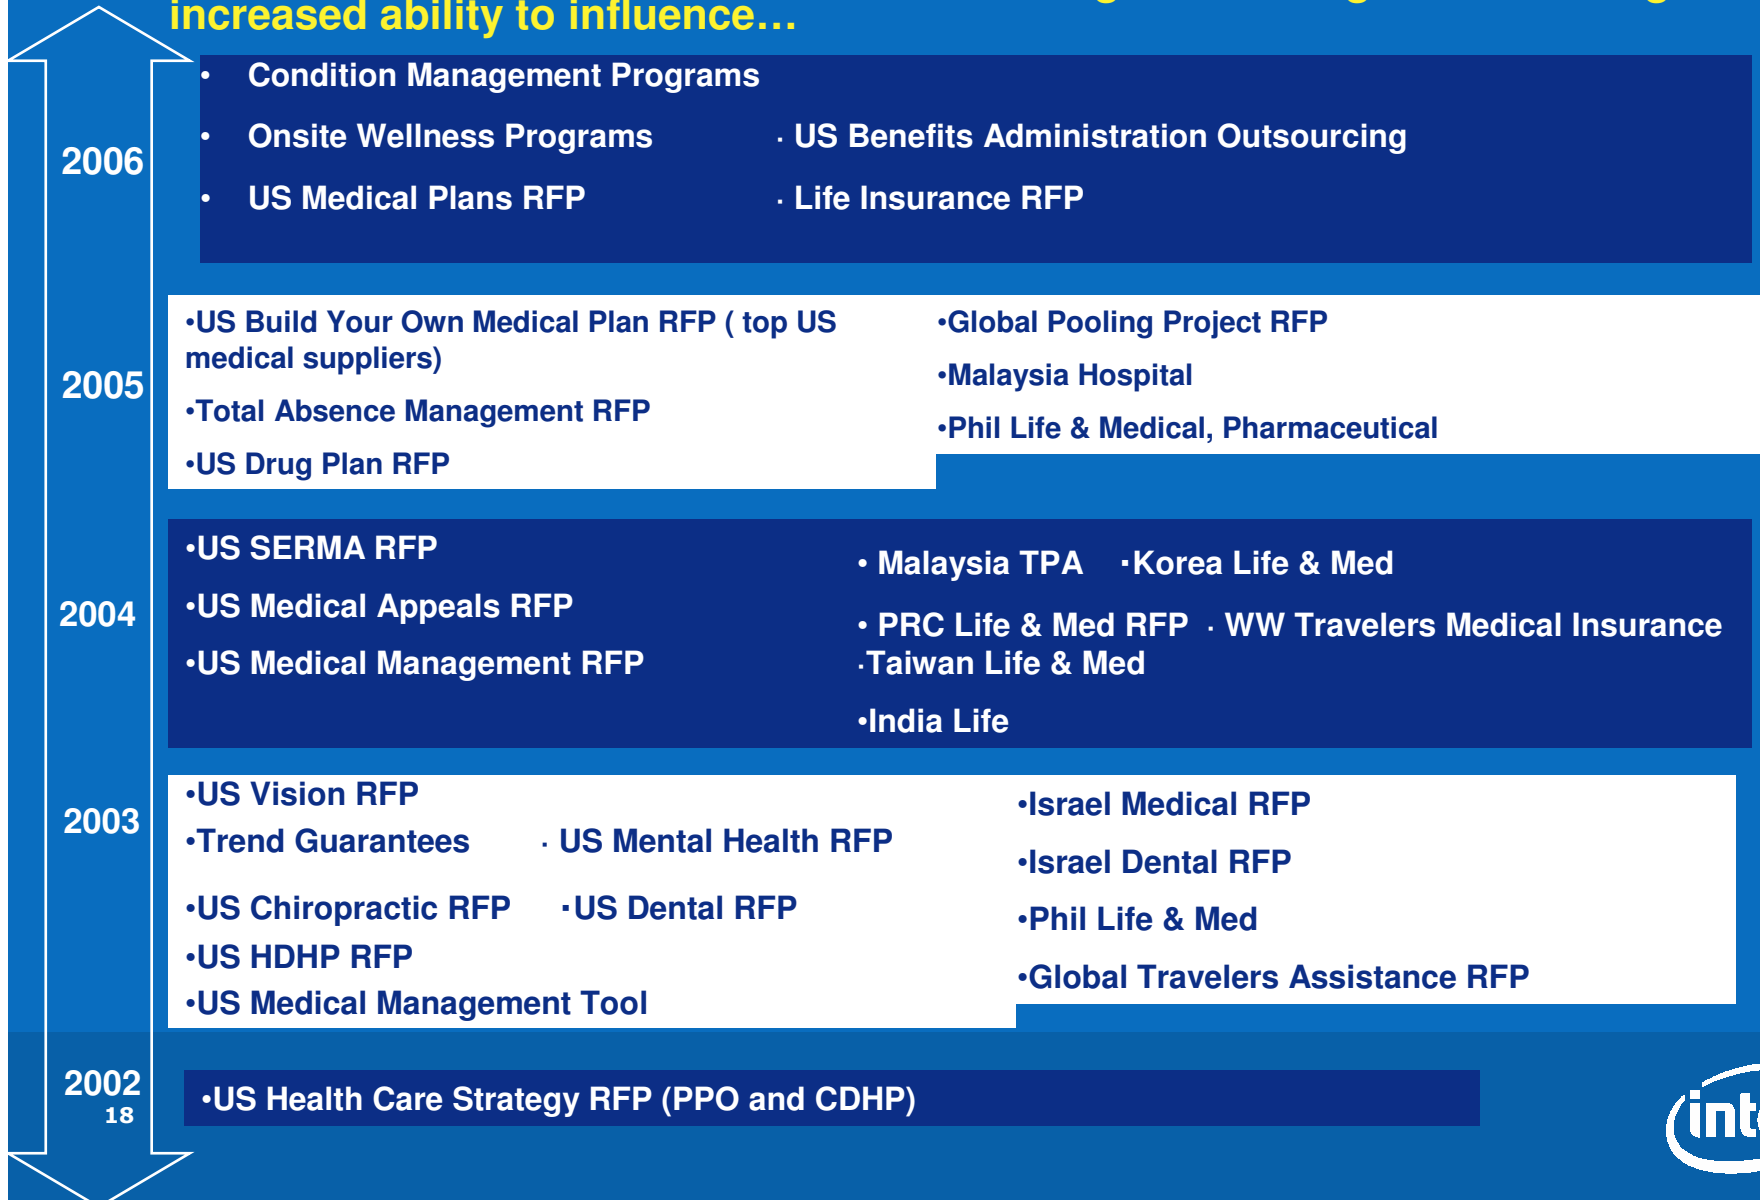 increased ability to influence…
2006
• Condition Management Programs
• Onsite Wellness Programs · US Benefits Administration Outsourcing
• US Medical Plans RFP · Life Insurance RFP
2005
•US Build Your Own Medical Plan RFP ( top US
medical suppliers)
•Total Absence Management RFP
•US Drug Plan RFP
•Global Pooling Project RFP
•Malaysia Hospital
•Phil Life & Medical, Pharmaceutical
2004
•US SERMA RFP
•US Medical Appeals RFP
•US Medical Management RFP
• Malaysia TPA ·Korea Life & Med
• PRC Life & Med RFP · WW Travelers Medical Insurance
·Taiwan Life & Med
•India Life
2003
•US Vision RFP
•Trend Guarantees · US Mental Health RFP
•US Chiropractic RFP ·US Dental RFP
•US HDHP RFP
•US Medical Management Tool
•Israel Medical RFP
•Israel Dental RFP
•Phil Life & Med
•Global Travelers Assistance RFP
2002
18
•US Health Care Strategy RFP (PPO and CDHP)